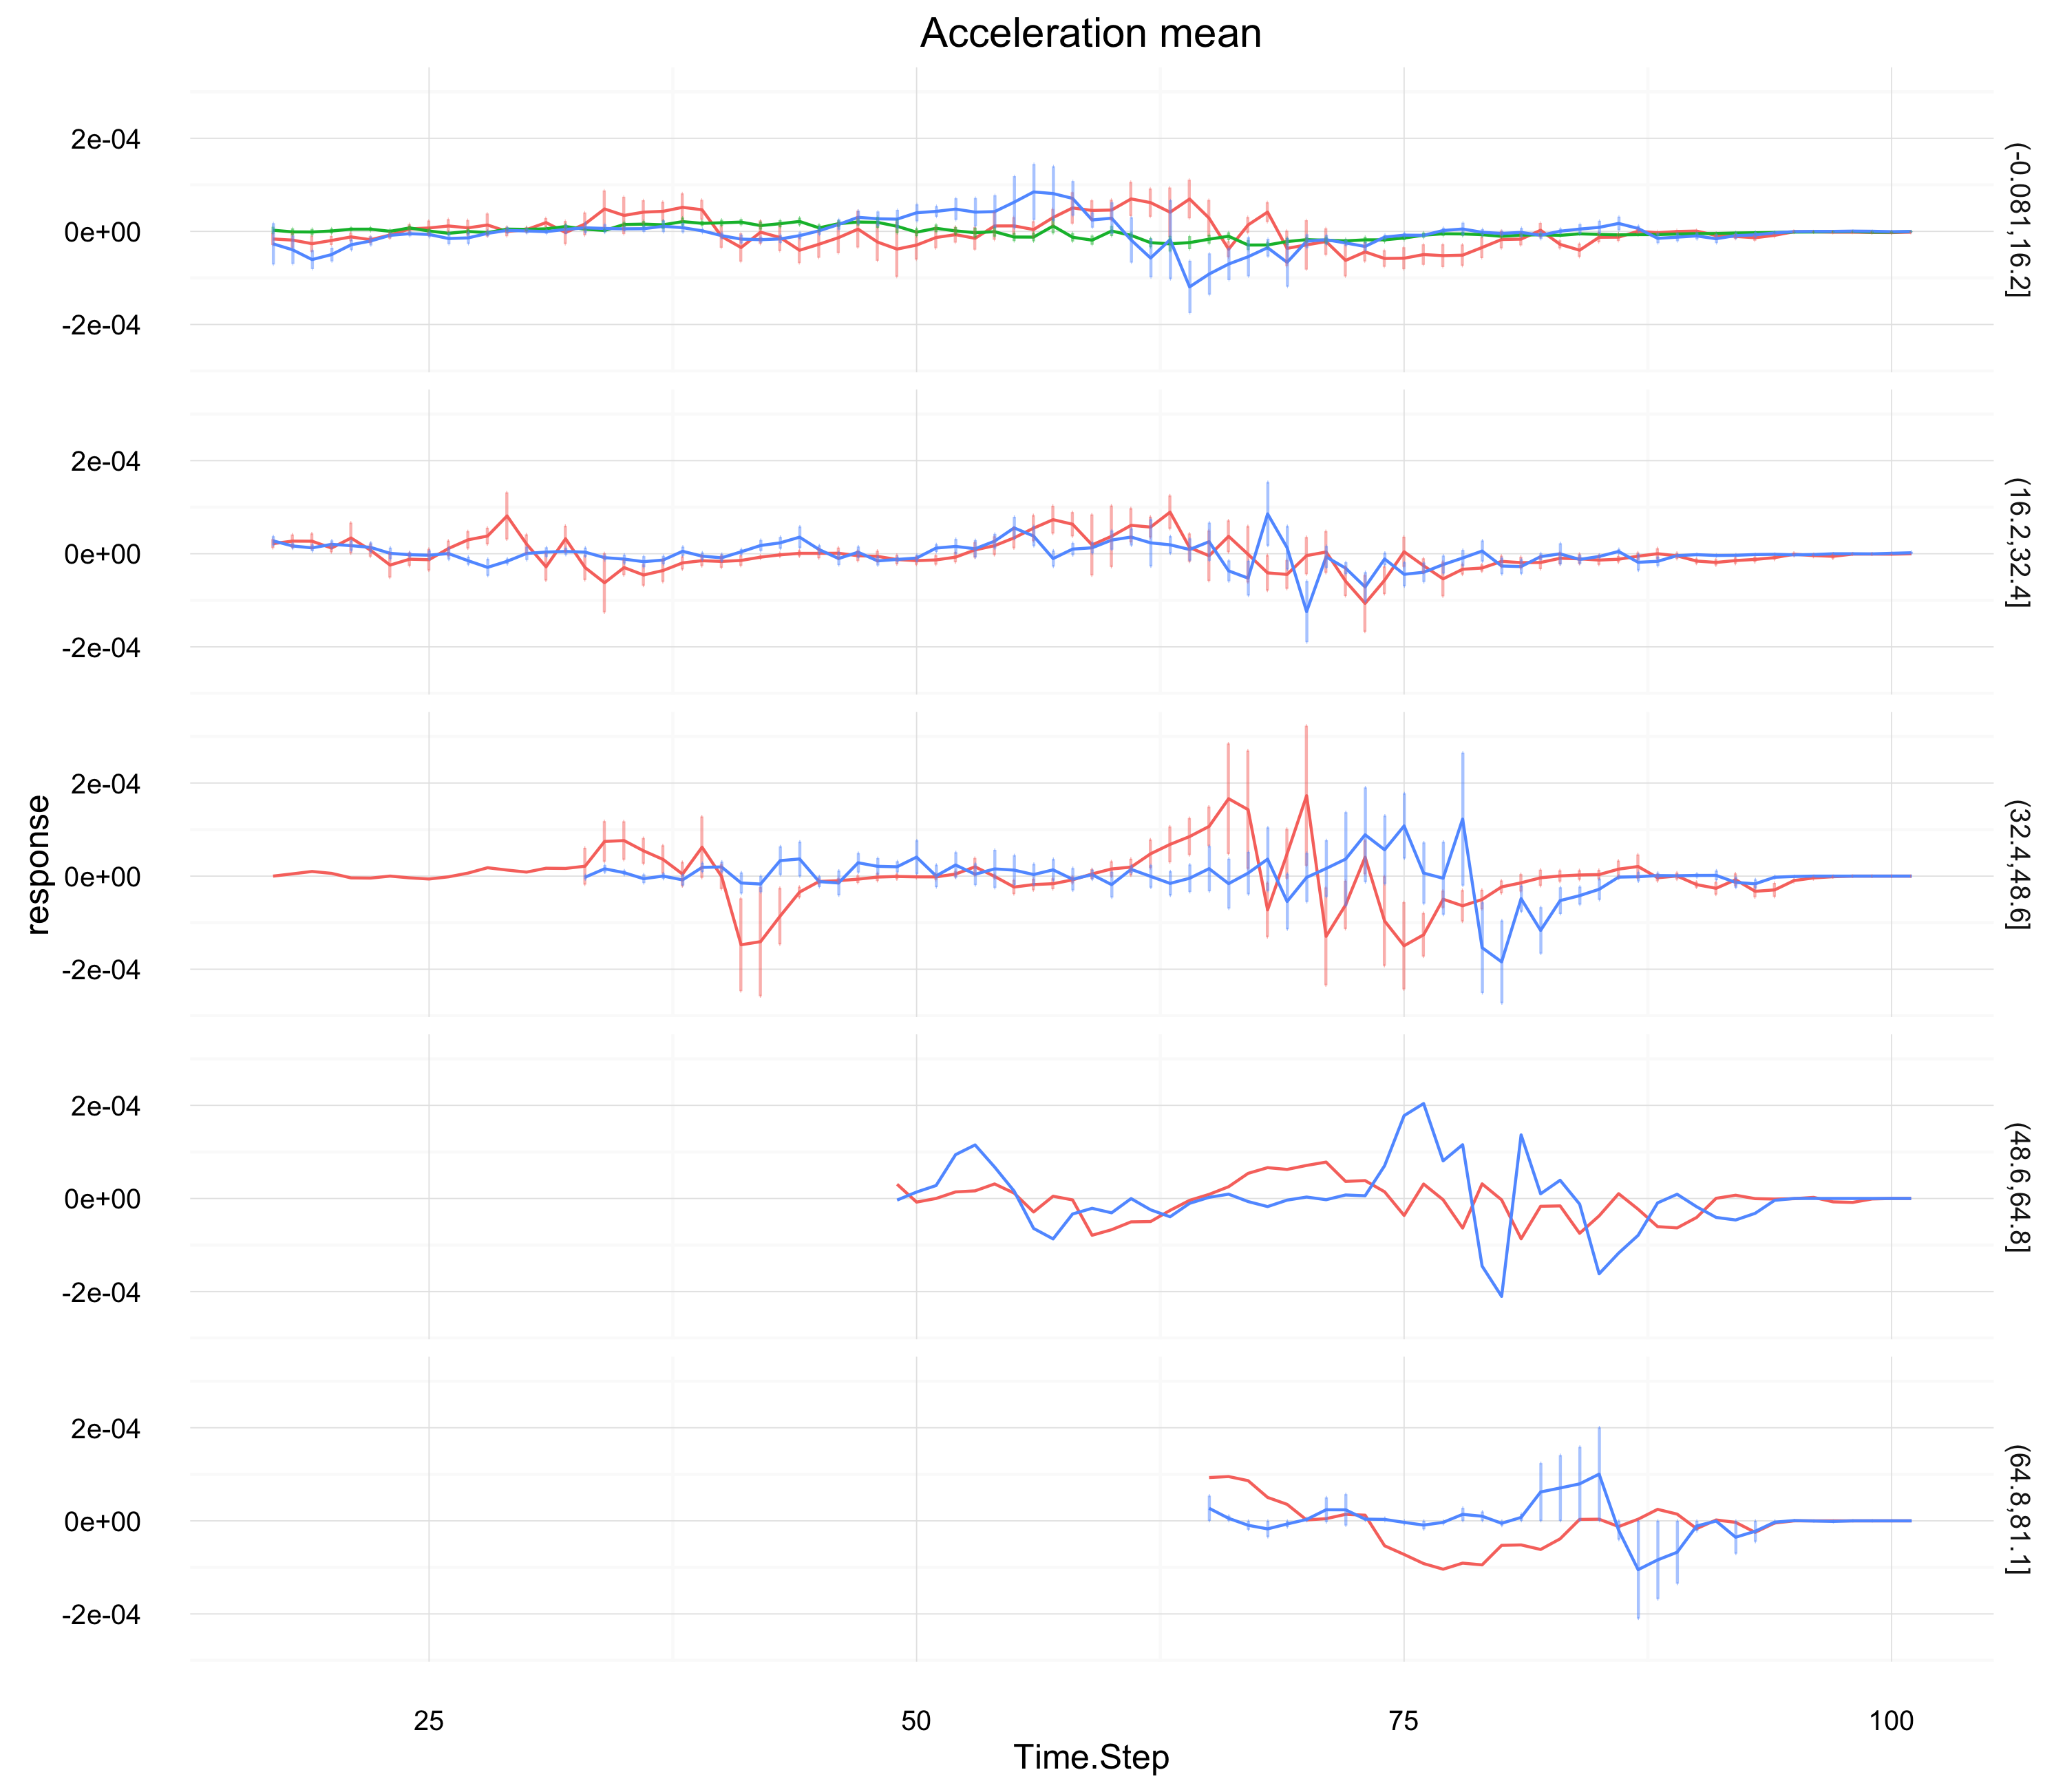 Acceleration mean
2e-04
0e+00
-2e-04
(-0.081,16.2]
2e-04
0e+00
-2e-04
(16.2,32.4]
2e-04
0e+00
-2e-04
(32.4,48.6]
response
2e-04
0e+00
-2e-04
(48.6,64.8]
2e-04
0e+00
-2e-04
(64.8,81.1]
25 50 75 100
Time.Step